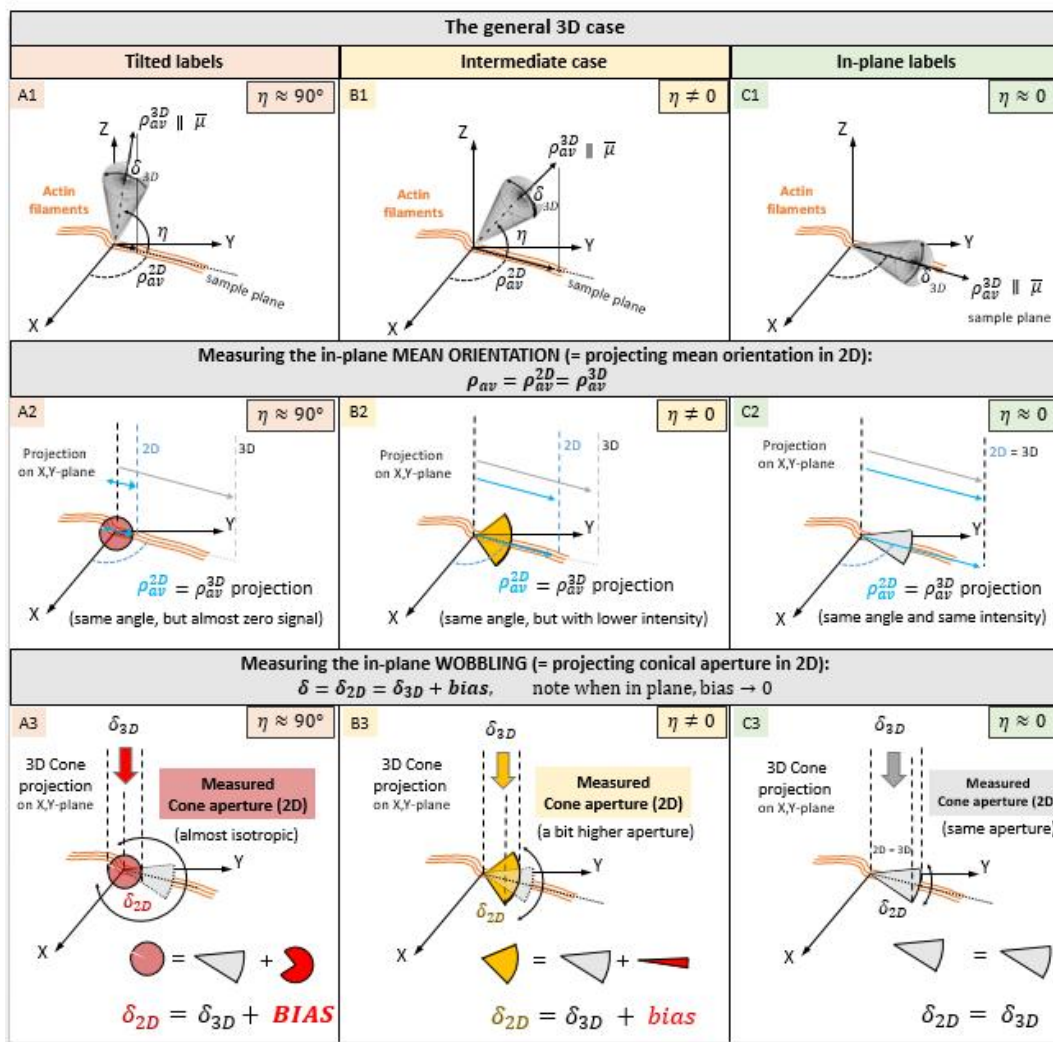 The general 3D case
Tilted labels
Intermediate case
In-plane labels
A1
η ≈ 90°
Z
ρ_av^3D ∥ μ̄
δ_3D
Actin
filaments
η
Y
ρ_av^2D
sample plane
X
B1
η ≠ 0
Z
ρ_av^3D ∥ μ̄
δ_3D
Actin
filaments
η
Y
ρ_av^2D
sample plane
X
C1
η ≈ 0
Z
Actin
filaments
Y
δ_3D
ρ_av^3D ∥ μ̄
sample plane
X
Measuring the in-plane MEAN ORIENTATION (= projecting mean orientation in 2D):
ρ_av = ρ_av^2D = ρ_av^3D
A2
η ≈ 90°
Projection
on X,Y-plane
2D
3D
Y
ρ_av^2D = ρ_av^3D projection
X
(same angle, but almost zero signal)
B2
η ≠ 0
Projection
on X,Y-plane
2D
3D
Y
ρ_av^2D = ρ_av^3D projection
X
(same angle, but with lower intensity)
C2
η ≈ 0
Projection
on X,Y-plane
2D = 3D
Y
ρ_av^2D = ρ_av^3D projection
X
(same angle and same intensity)
Measuring the in-plane WOBBLING (= projecting conical aperture in 2D):
δ = δ_2D = δ_3D + bias, note when in plane, bias → 0
A3
η ≈ 90°
δ_3D
3D Cone
projection
on X,Y-plane
Measured
Cone aperture (2D)
(almost isotropic)
Y
δ_2D
X
= +
δ_2D = δ_3D + BIAS
B3
η ≠ 0
δ_3D
3D Cone
projection
on X,Y-plane
Measured
Cone aperture (2D)
(a bit higher aperture)
Y
δ_2D
X
= +
δ_2D = δ_3D + bias
C3
η ≈ 0
δ_3D
3D Cone
projection
on X,Y-plane
Measured
Cone aperture (2D
(same aperture)
2D = 3D
Y
δ_2D
X
=
δ_2D = δ_3D